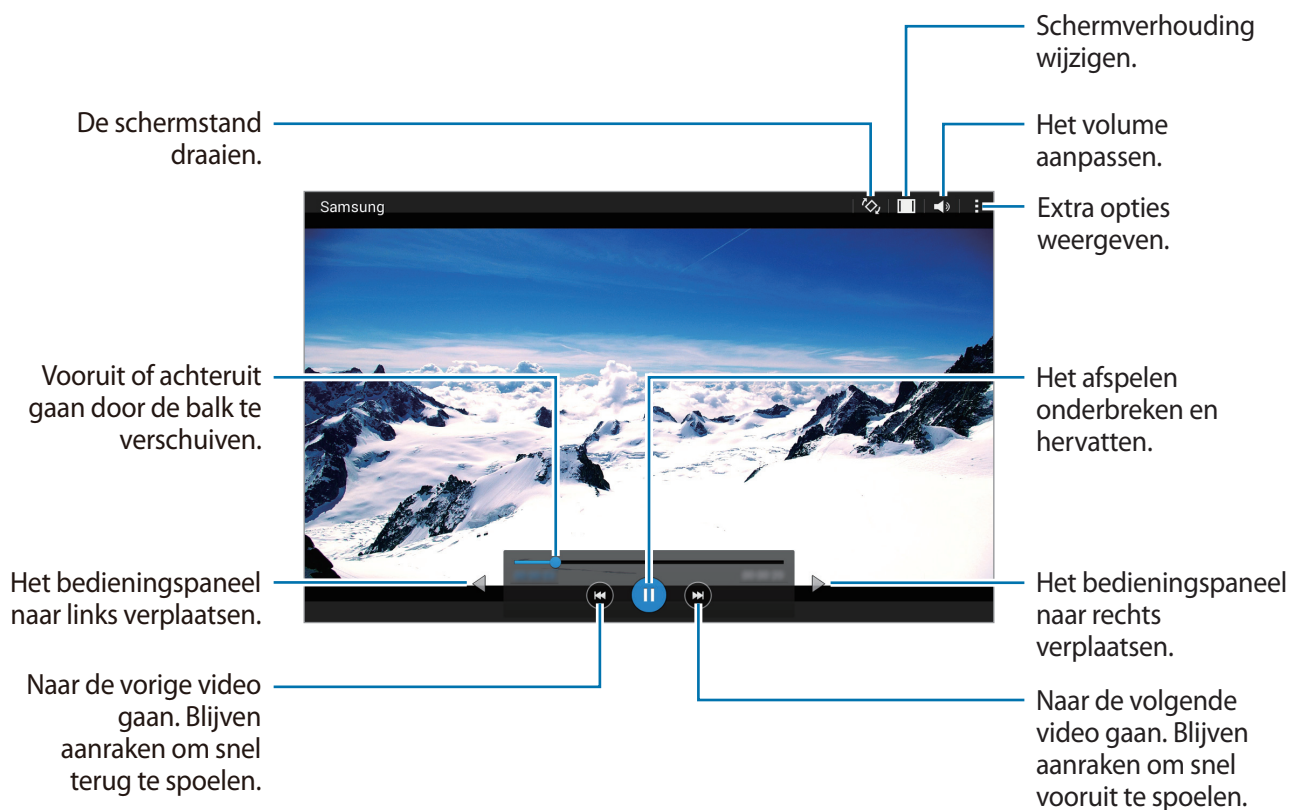 Schermverhouding
wijzigen.
De schermstand
draaien.
Het volume
aanpassen.
Samsung
Extra opties
weergeven.
Vooruit of achteruit
gaan door de balk te
verschuiven.
Het afspelen
onderbreken en
hervatten.
Het bedieningspaneel
naar links verplaatsen.
Het bedieningspaneel
naar rechts
verplaatsen.
Naar de vorige video
gaan. Blijven
aanraken om snel
terug te spoelen.
Naar de volgende
video gaan. Blijven
aanraken om snel
vooruit te spoelen.